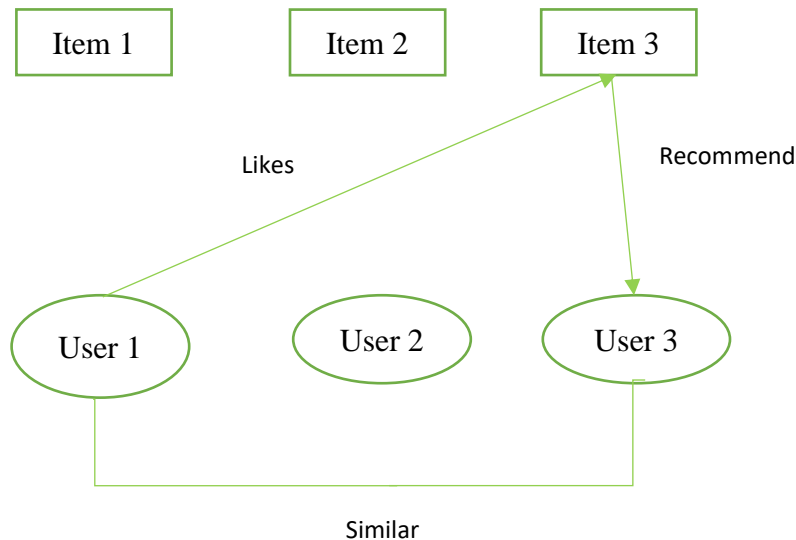 Item 1
Item 2
Item 3
Likes
Recommend
User 1
User 2
User 3
Similar